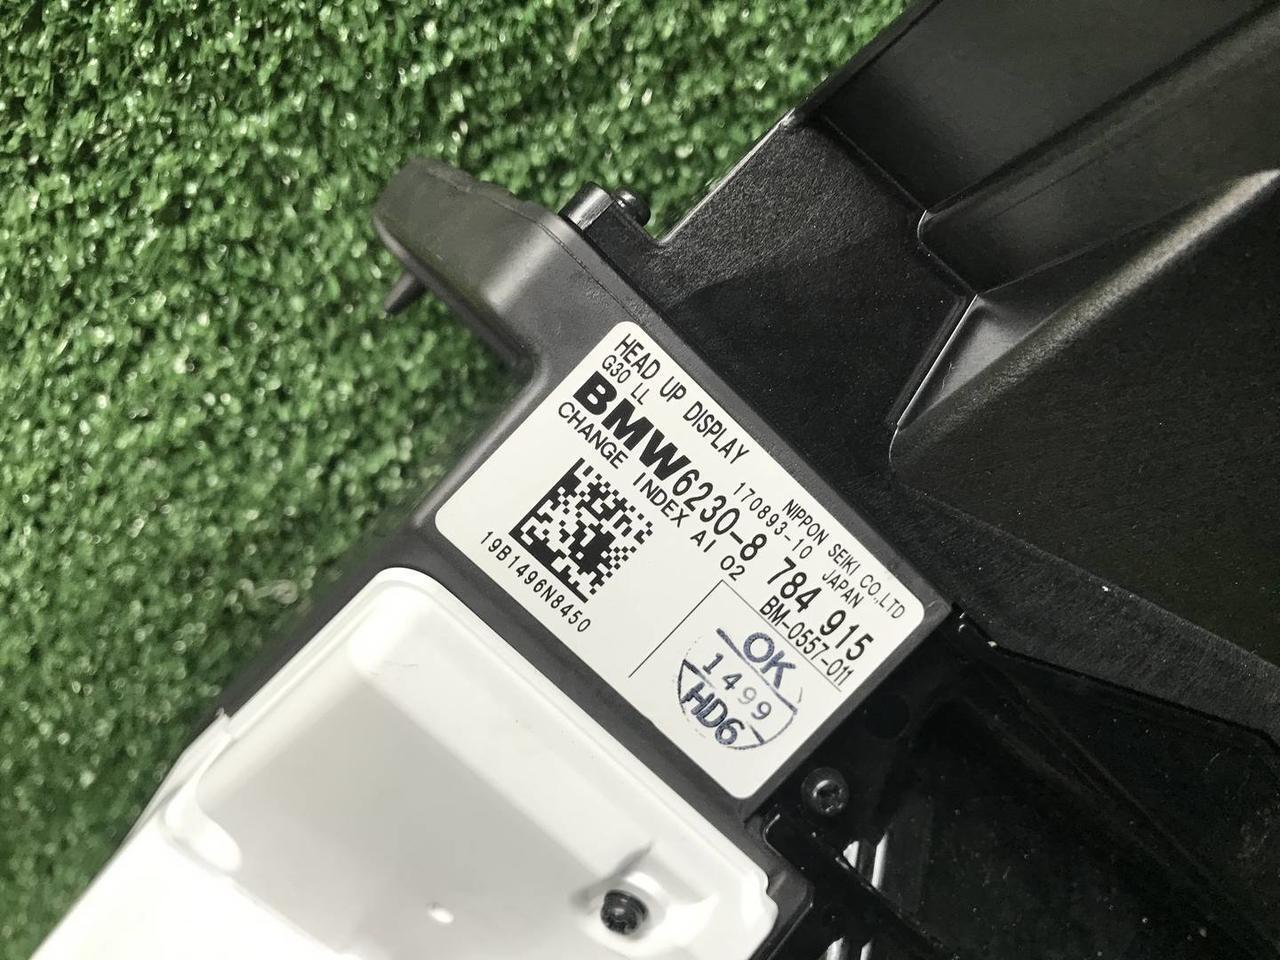 HEAD UP DISPLAY
NIPPON SEIKI CO.,LTD
G30 LL
170893-10 JAPAN
BMW6230-8 784 915
CHANGE INDEX AI 02
BM-0557-011
19B1496N8450
OK
1499
HD6